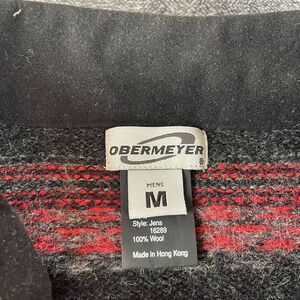 OBERMEYER
®
MENS
M
Style: Jens
16289
100% Wool
Made in Hong Kong